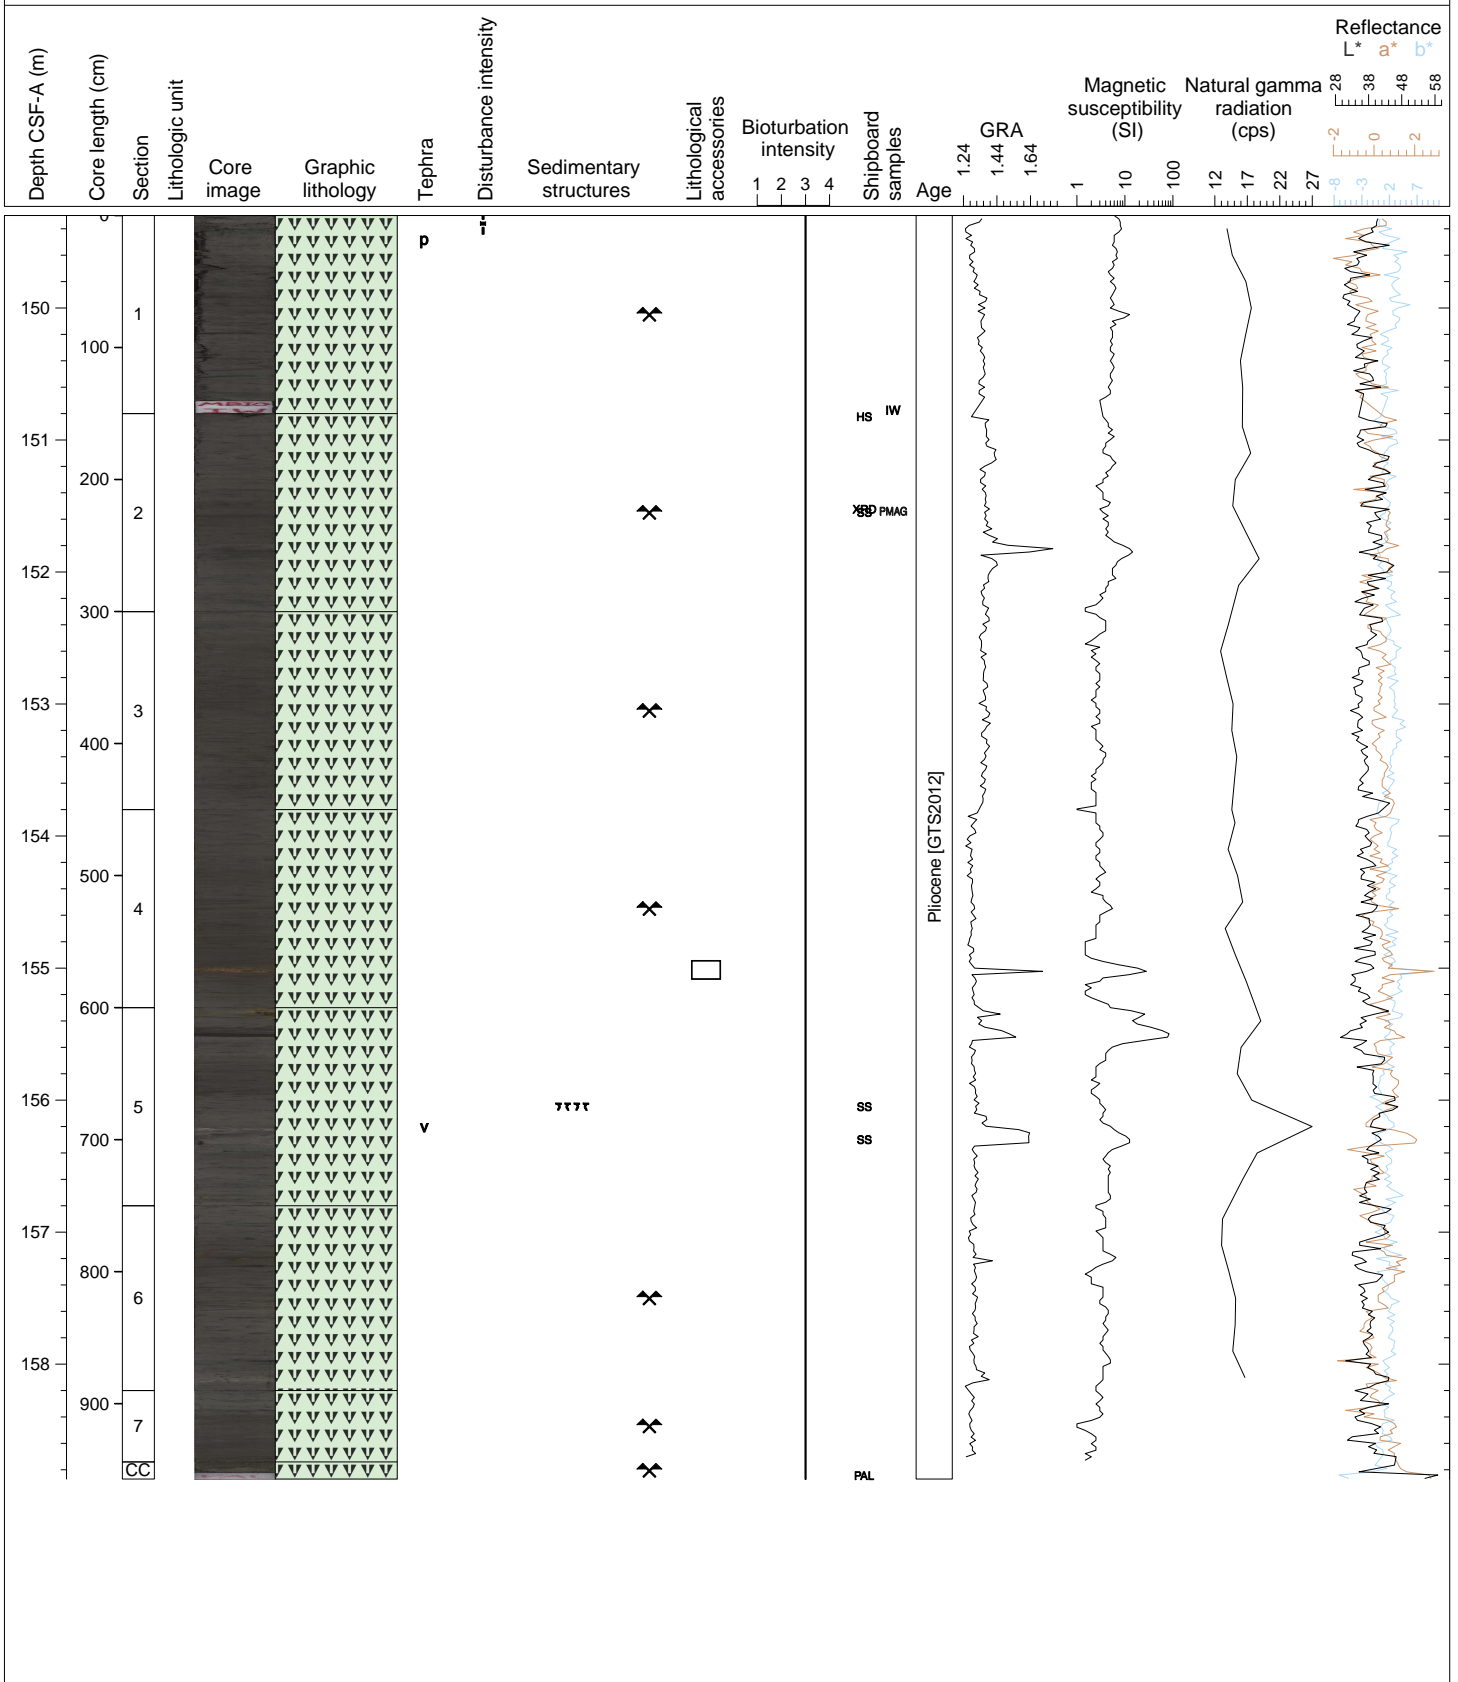 Depth CSF-A (m)
Core length (cm)
Section
Lithologic unit
Core image
Graphic lithology
Tephra
Disturbance intensity
Sedimentary structures
Lithological accessories
Bioturbation intensity
1 2 3 4
Shipboard samples
Age
GRA
1.24 1.44 1.64
Magnetic susceptibility (SI)
1 10 100
Natural gamma radiation (cps)
12 17 22 27
Reflectance
L* a* b*
28 38 48 58
-2 0 2
-8 -3 2 7
0
p
150
1
100
151
HS IW
200
2
XRD SS PMAG
152
300
153
3
400
Pliocene [GTS2012]
154
500
4
155
600
156
5
SS
v
700
SS
157
800
6
158
900
7
CC
PAL